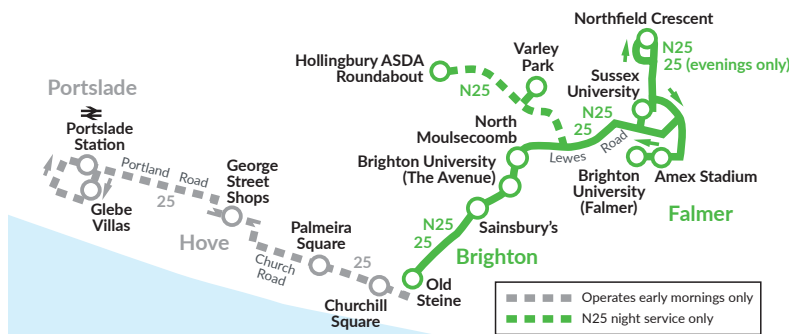 Northfield Crescent
N25
25 (evenings only)
Hollingbury ASDA
Roundabout
Varley
Park
Sussex
University
N25
N25
25
Portslade
Portslade
Station
North
Moulsecoomb
Lewes Road
Brighton University
(The Avenue)
Portland Road
25
George
Street
Shops
Brighton
University
(Falmer)
Amex Stadium
Falmer
Glebe
Villas
Hove
Palmeira
Square
N25
25
Sainsbury's
Brighton
Church
Road
25
Churchill
Square
Old
Steine
Operates early mornings only
N25 night service only